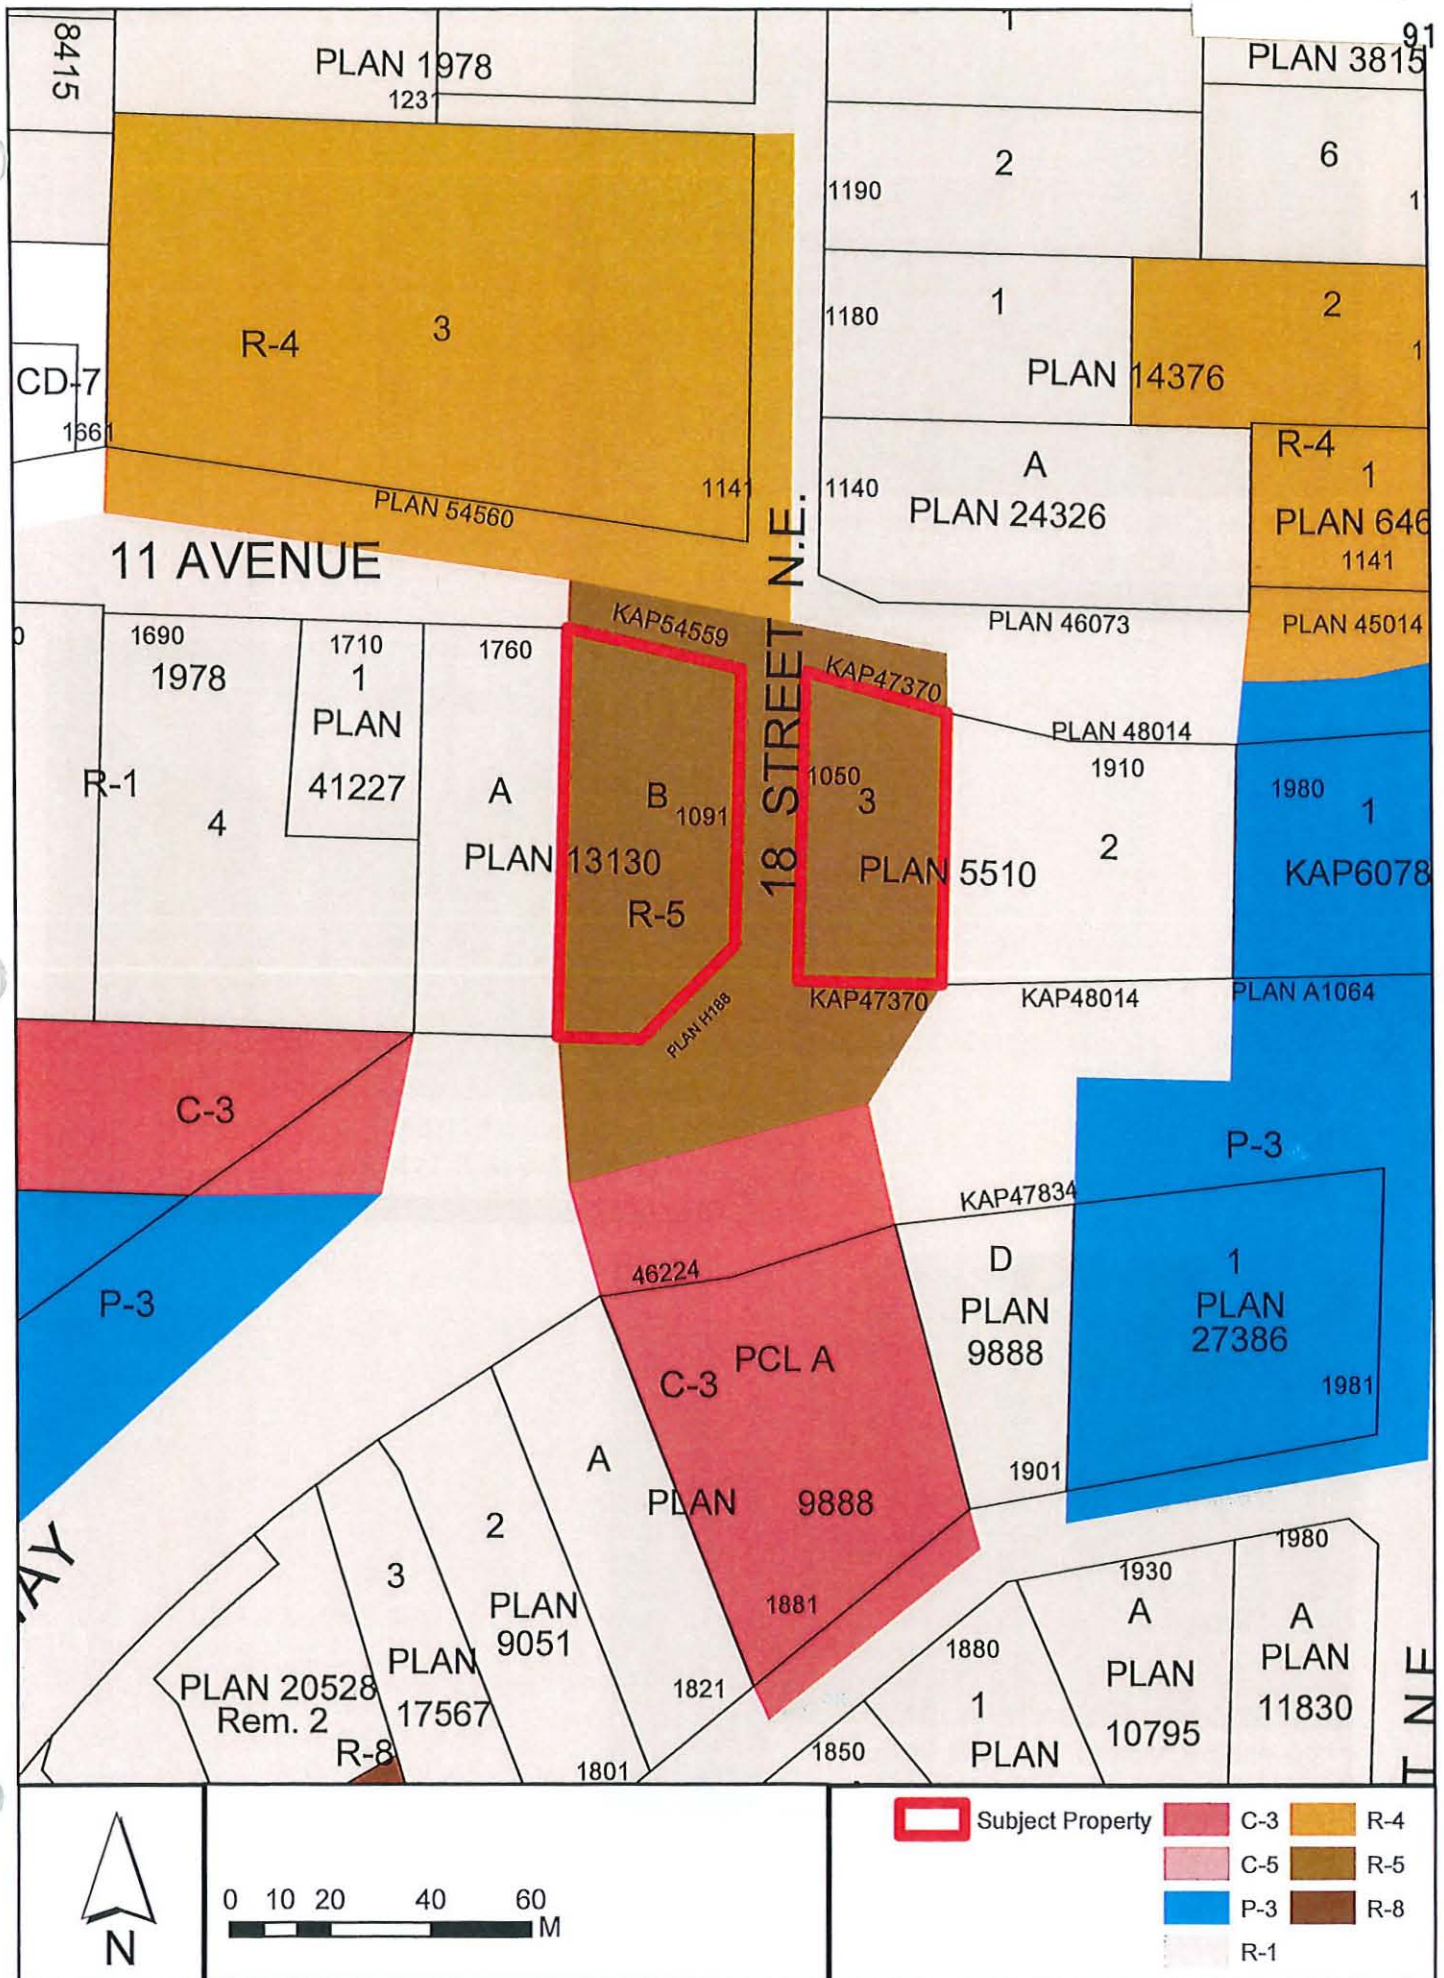 91
8415
PLAN 1978
1231
PLAN 3815
2
6
1190
1
1180
PLAN 14376
2
R-4
3
CD-7
1661
PLAN 54560
1141
1140
A
PLAN 24326
R-4
1
PLAN 646
1141
11 AVENUE
18 STREET N.E.
PLAN 46073
PLAN 45014
KAP54559
KAP47370
1690
1978
1710
1
PLAN
41227
1760
R-1
4
A
B
1091
PLAN 13130
R-5
1050
3
PLAN 5510
PLAN 48014
1910
2
1980
1
KAP6078
PLAN H188
KAP47370
KAP48014
PLAN A1064
C-3
P-3
P-3
KAP47834
46224
D
PLAN
9888
1
PLAN
27386
1981
C-3
PCL A
A
PLAN 9888
1901
1881
2
PLAN
9051
3
PLAN
17567
PLAN 20528
Rem. 2
R-8
1821
1801
1850
1880
1
PLAN
1930
A
PLAN
10795
1980
A
PLAN
11830
N
0 10 20 40 60
M
Subject Property
C-3
R-4
C-5
R-5
P-3
R-8
R-1